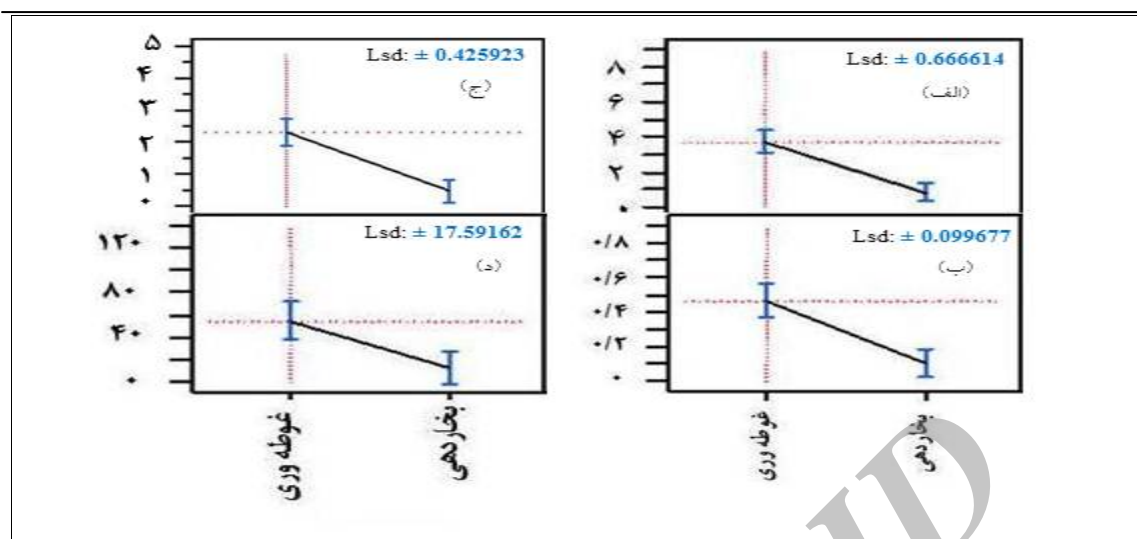 Lsd: ± 0.666614
(الف)
۸
۶
۴
۲
۰
Lsd: ± 0.425923
(ج)
۵
۴
۳
۲
۱
۰
Lsd: ± 0.099677
(ب)
۰/۸
۰/۶
۰/۴
۰/۲
۰
غوطه وری
بخاردهی
Lsd: ± 17.59162
(د)
۱۲۰
۸۰
۴۰
۰
غوطه وری
بخاردهی